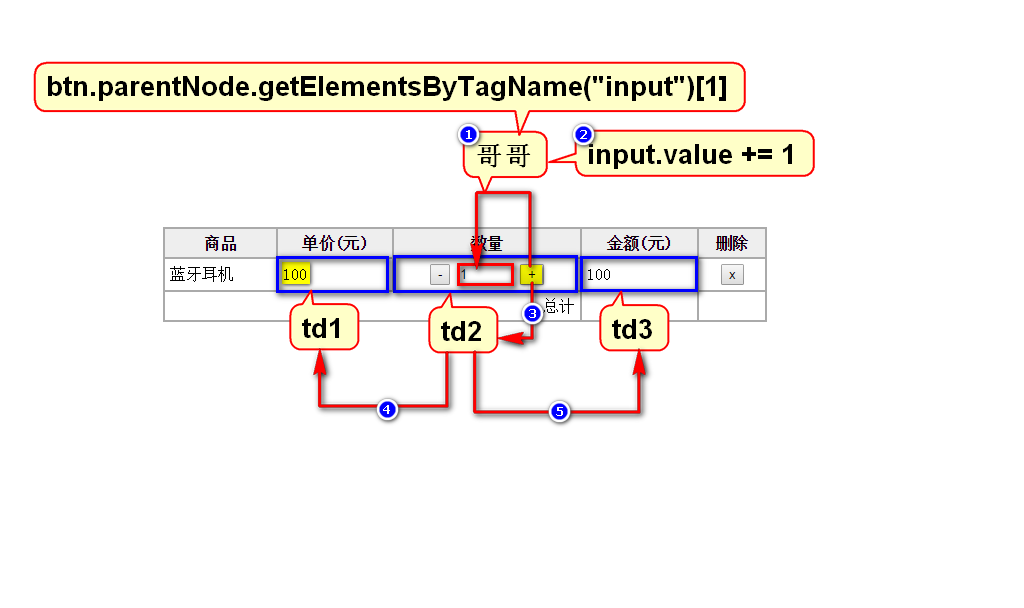 btn.parentNode.getElementsByTagName("input")[1]
1
哥哥
2
input.value += 1
商品 单价(元) 数量 金额(元) 删除
蓝牙耳机 100 - 1 + 100 x
3
总计
td1
td2
td3
4
5